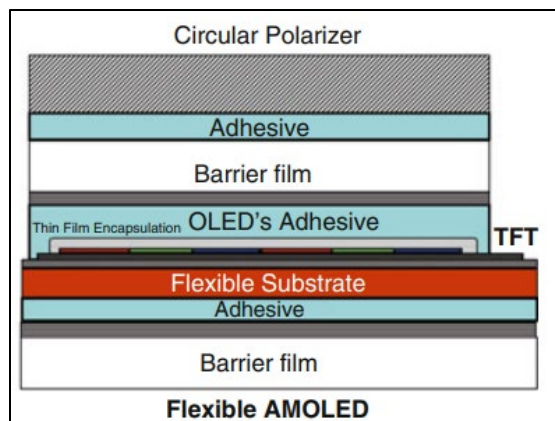 Circular Polarizer
Adhesive
Barrier film
Thin Film Encapsulation OLED's Adhesive
TFT
Flexible Substrate
Adhesive
Barrier film
Flexible AMOLED